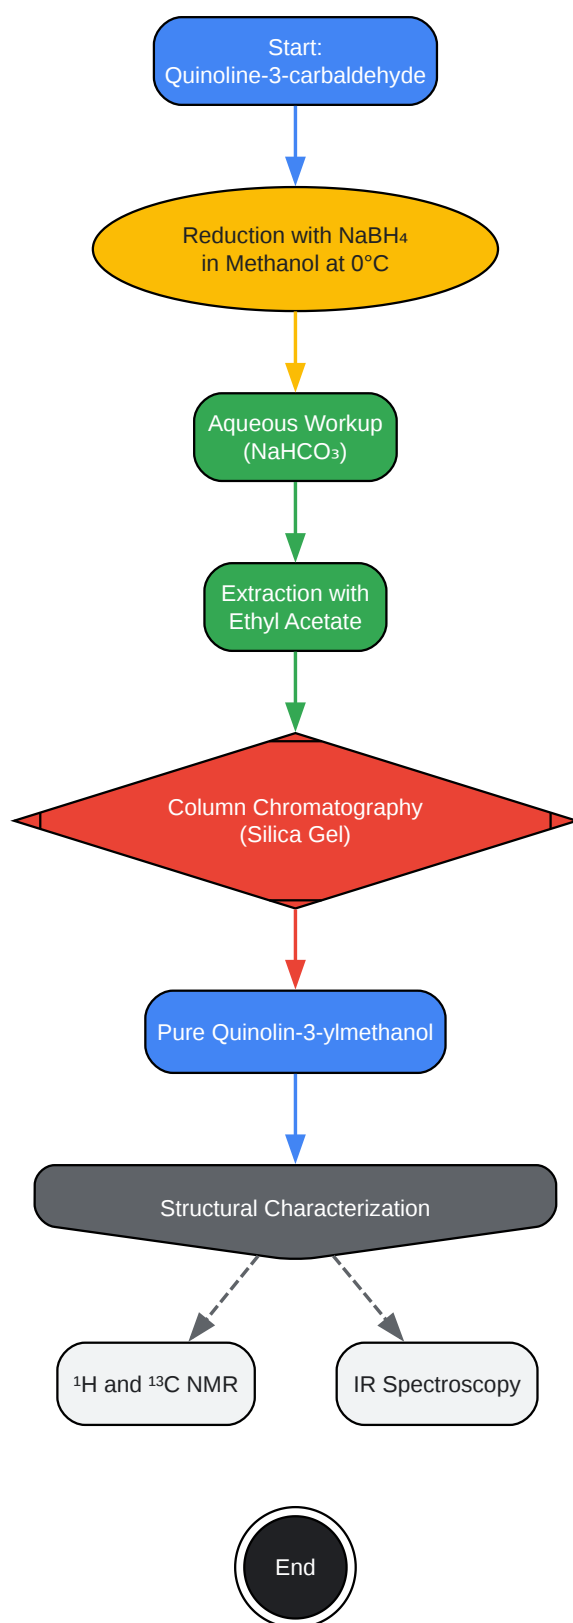 Start:
Quinoline-3-carbaldehyde
Reduction with NaBH₄
in Methanol at 0°C
Aqueous Workup
(NaHCO₃)
Extraction with
Ethyl Acetate
Column Chromatography
(Silica Gel)
Pure Quinolin-3-ylmethanol
Structural Characterization
¹H and ¹³C NMR
IR Spectroscopy
End